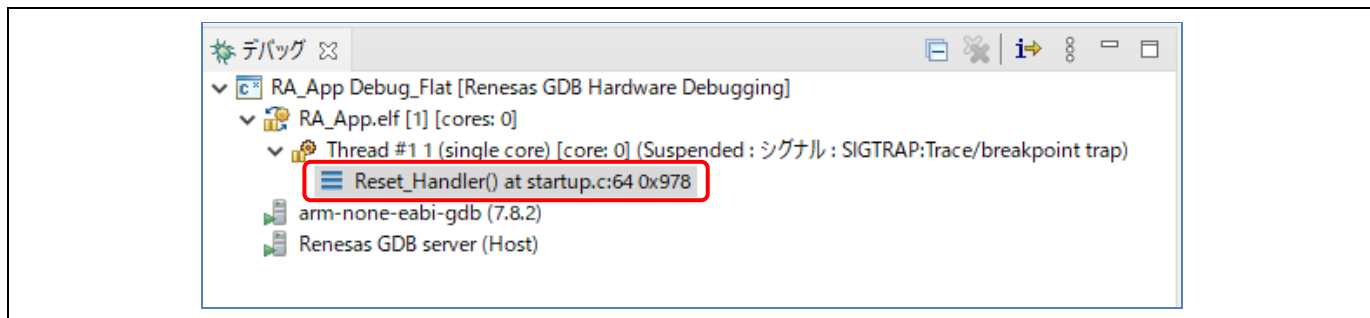 デバッグ
RA_App Debug_Flat [Renesas GDB Hardware Debugging]
RA_App.elf [1] [cores: 0]
Thread #1 1 (single core) [core: 0] (Suspended : シグナル : SIGTRAP:Trace/breakpoint trap)
Reset_Handler() at startup.c:64 0x978
arm-none-eabi-gdb (7.8.2)
Renesas GDB server (Host)